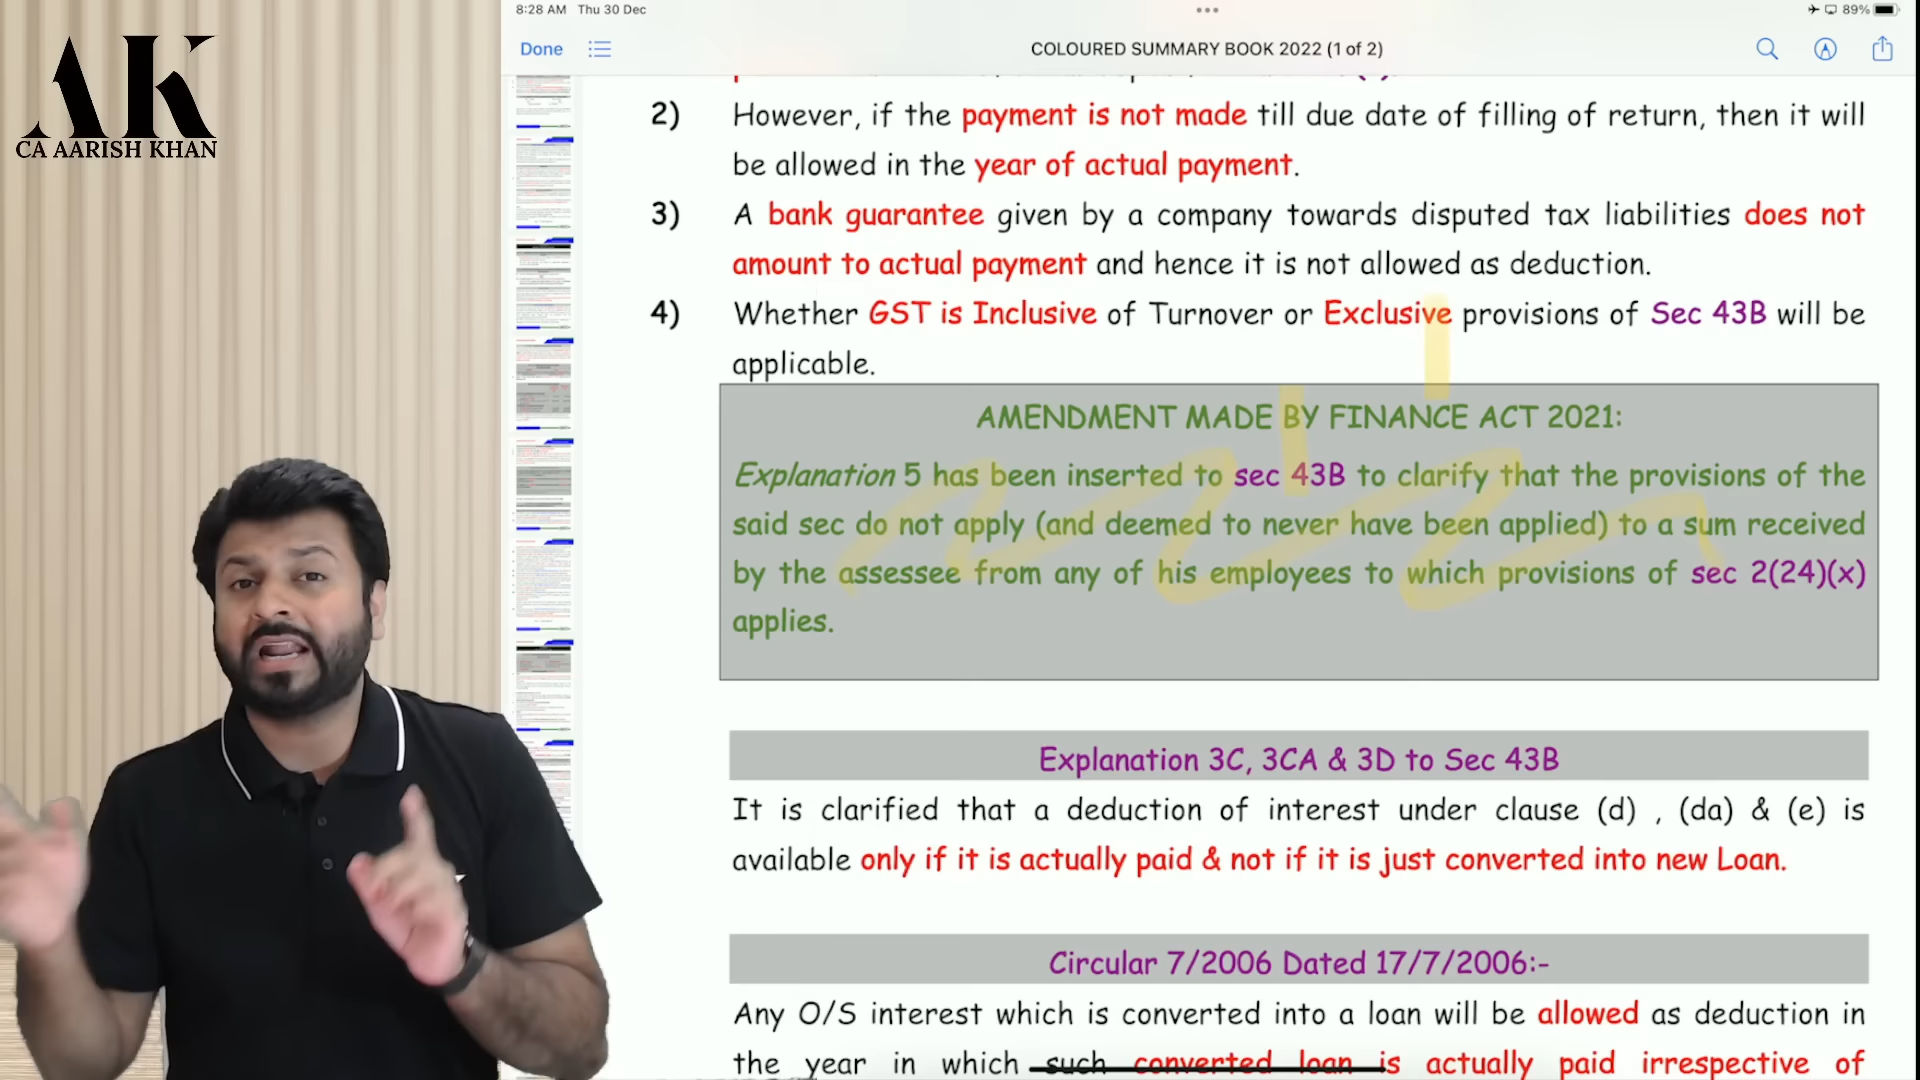 AK
CA AARISH KHAN
8:28 AM Thu 30 Dec
89%
Done
COLOURED SUMMARY BOOK 2022 (1 of 2)
2) However, if the payment is not made till due date of filling of return, then it will
be allowed in the year of actual payment.
3) A bank guarantee given by a company towards disputed tax liabilities does not
amount to actual payment and hence it is not allowed as deduction.
4) Whether GST is Inclusive of Turnover or Exclusive provisions of Sec 43B will be
applicable.
AMENDMENT MADE BY FINANCE ACT 2021:
Explanation 5 has been inserted to sec 43B to clarify that the provisions of the
said sec do not apply (and deemed to never have been applied) to a sum received
by the assessee from any of his employees to which provisions of sec 2(24)(x)
applies.
Explanation 3C, 3CA & 3D to Sec 43B
It is clarified that a deduction of interest under clause (d) , (da) & (e) is
available only if it is actually paid & not if it is just converted into new Loan.
Circular 7/2006 Dated 17/7/2006:-
Any O/S interest which is converted into a loan will be allowed as deduction in
the year in which such converted loan is actually paid irrespective of